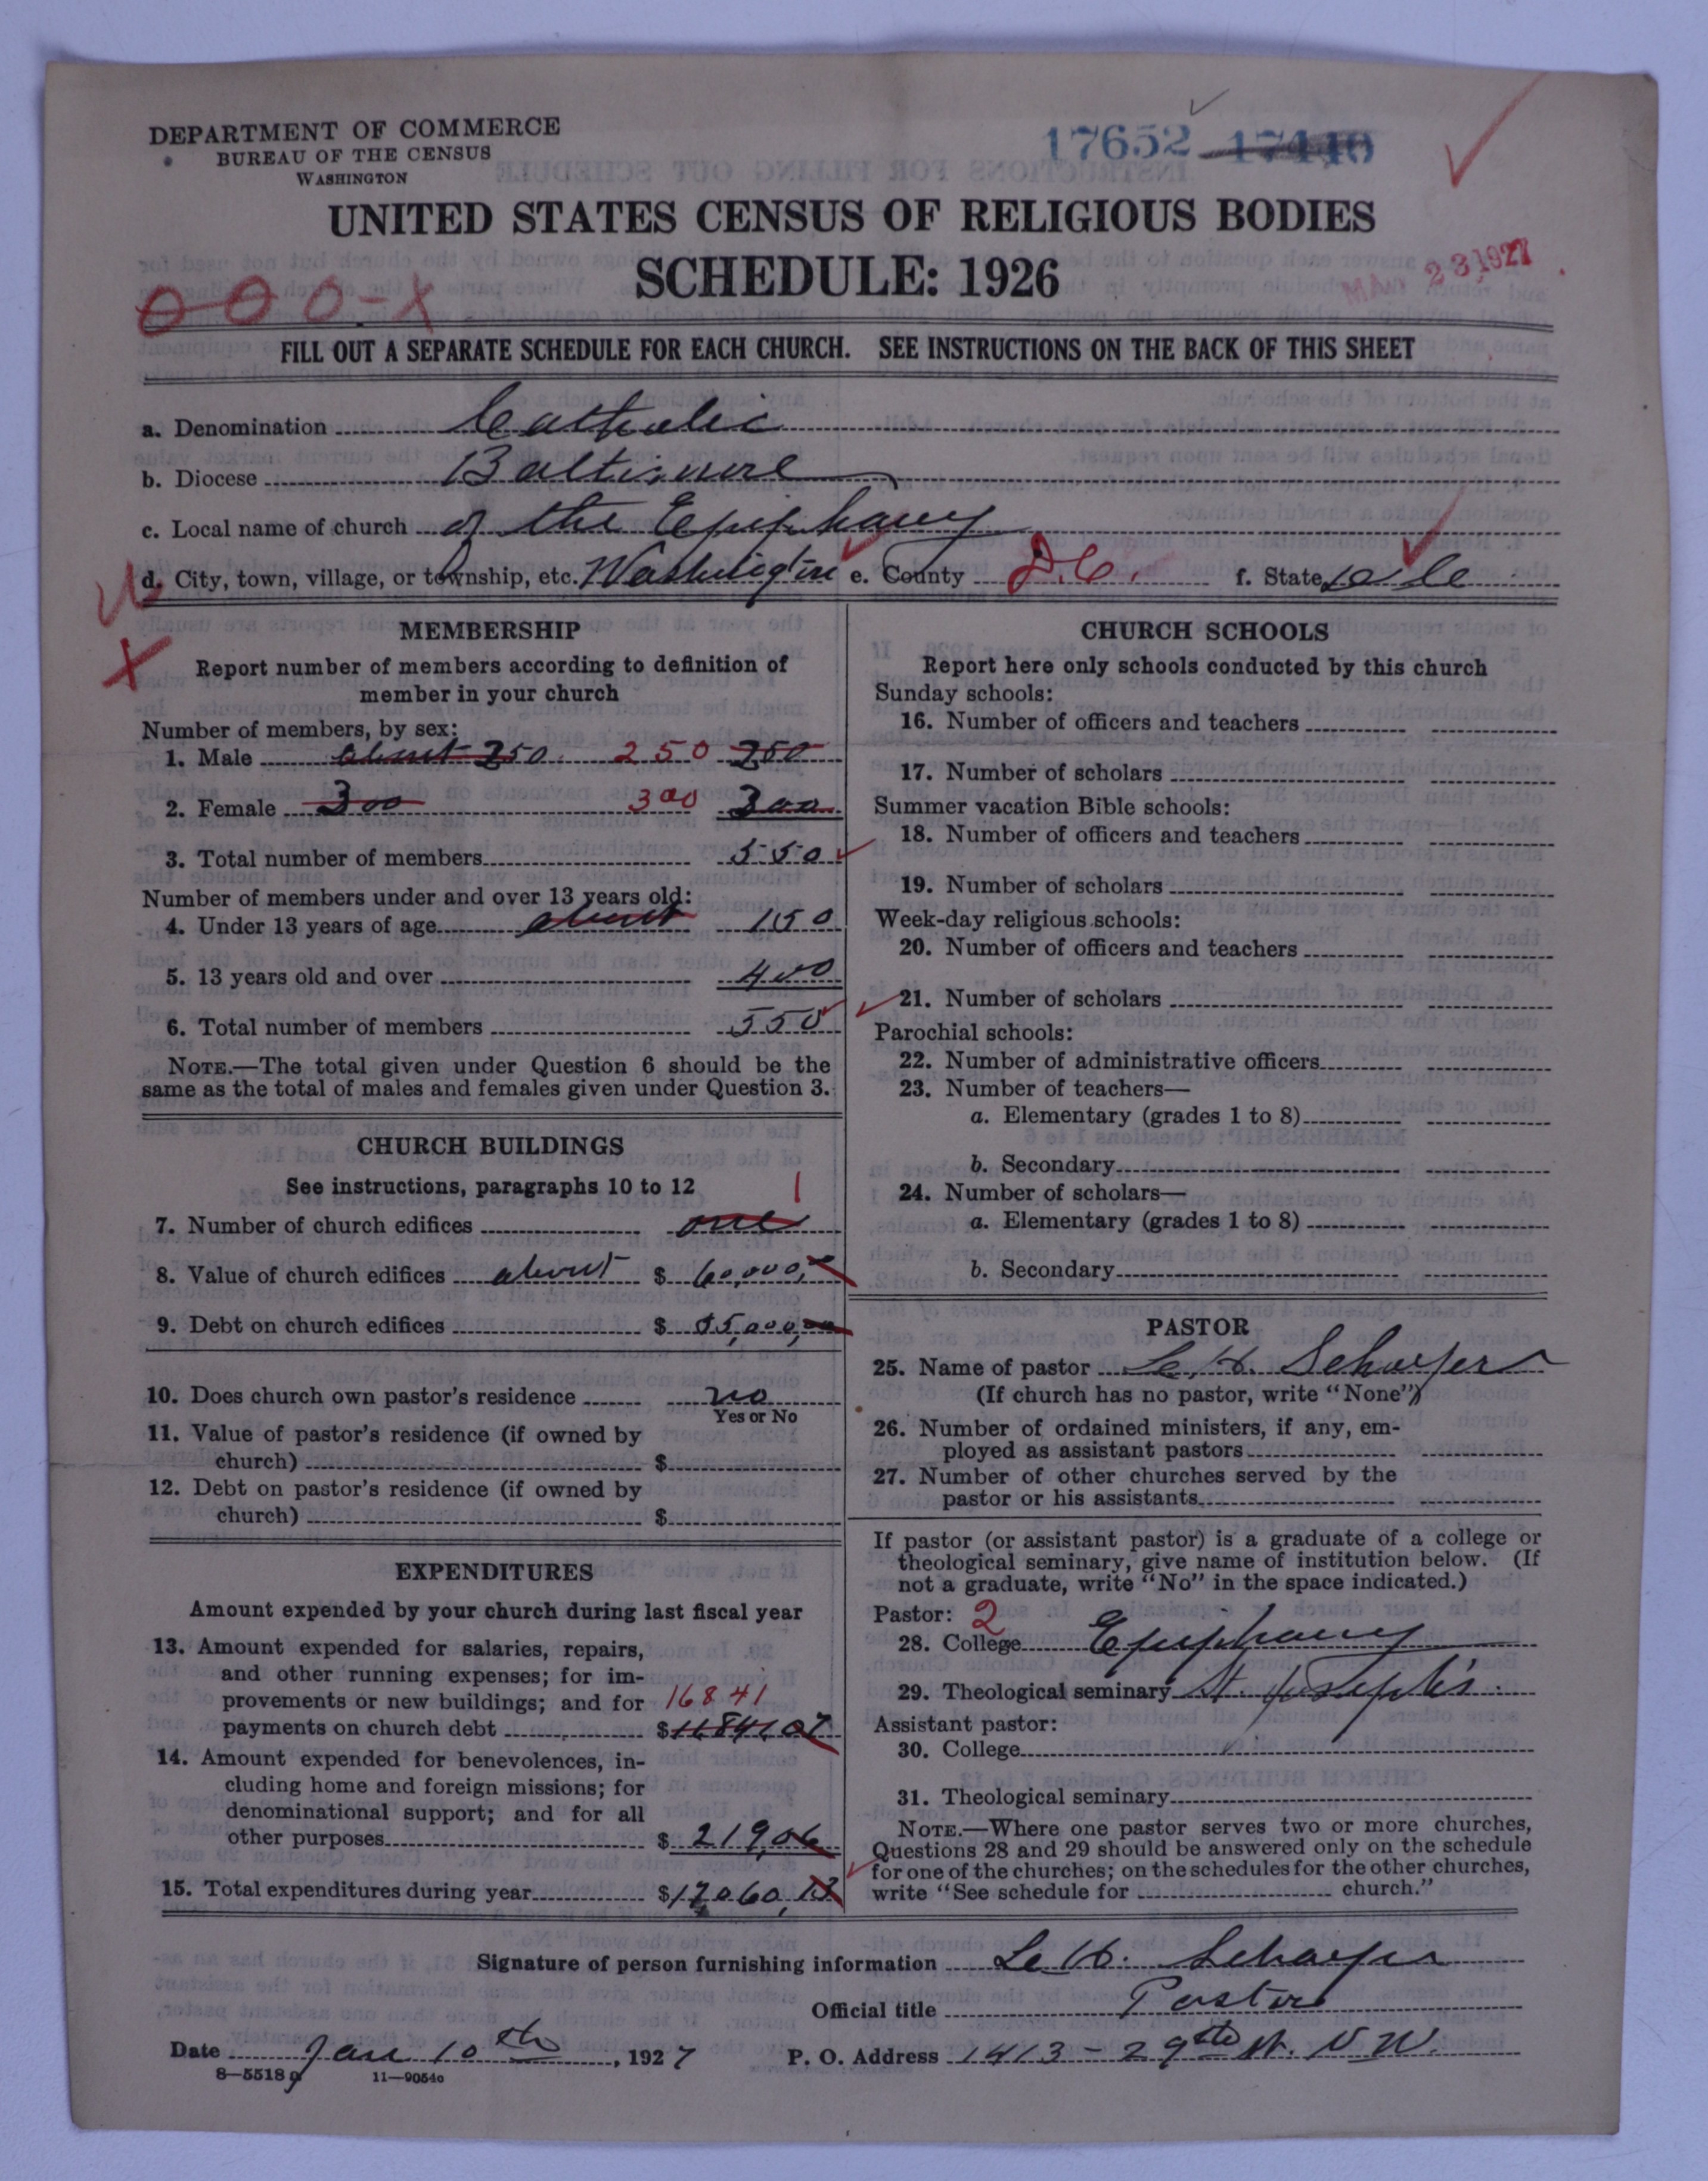 17652 17440
DEPARTMENT OF COMMERCE
BUREAU OF THE CENSUS
WASHINGTON
UNITED STATES CENSUS OF RELIGIOUS BODIES
SCHEDULE: 1926
23 1927
000-X
FILL OUT A SEPARATE SCHEDULE FOR EACH CHURCH. SEE INSTRUCTIONS ON THE BACK OF THIS SHEET
a. Denomination Catholic
b. Diocese Baltimore
c. Local name of church of the Epiphany
d. City, town, village, or township, etc. Washington e. County D.C. f. State
MEMBERSHIP
Report number of members according to definition of
member in your church
Number of members, by sex:
1. Male about 250 250 250
2. Female 300 300 300
3. Total number of members 550
Number of members under and over 13 years old:
4. Under 13 years of age about 150
5. 13 years old and over 400
6. Total number of members 550
NOTE.—The total given under Question 6 should be the
same as the total of males and females given under Question 3.
CHURCH BUILDINGS
See instructions, paragraphs 10 to 12 1
7. Number of church edifices one
8. Value of church edifices about $ 60,000,
9. Debt on church edifices $ 5,000,00
10. Does church own pastor's residence no
Yes or No
11. Value of pastor's residence (if owned by
church) $
12. Debt on pastor's residence (if owned by
church) $
EXPENDITURES
Amount expended by your church during last fiscal year
13. Amount expended for salaries, repairs,
and other running expenses; for im-
provements or new buildings; and for 16841
payments on church debt $16841.07
14. Amount expended for benevolences, in-
cluding home and foreign missions; for
denominational support; and for all
other purposes $ 219,06
15. Total expenditures during year $17,060,13
CHURCH SCHOOLS
Report here only schools conducted by this church
Sunday schools:
16. Number of officers and teachers
17. Number of scholars
Summer vacation Bible schools:
18. Number of officers and teachers
19. Number of scholars
Week-day religious schools:
20. Number of officers and teachers
21. Number of scholars
Parochial schools:
22. Number of administrative officers
23. Number of teachers—
a. Elementary (grades 1 to 8)
b. Secondary
24. Number of scholars—
a. Elementary (grades 1 to 8)
b. Secondary
PASTOR
25. Name of pastor
(If church has no pastor, write "None")
26. Number of ordained ministers, if any, em-
ployed as assistant pastors
27. Number of other churches served by the
pastor or his assistants
If pastor (or assistant pastor) is a graduate of a college or
theological seminary, give name of institution below. (If
not a graduate, write "No" in the space indicated.)
Pastor: 2
28. College Epiphany
29. Theological seminary St. Joseph's
Assistant pastor:
30. College
31. Theological seminary
NOTE.—Where one pastor serves two or more churches,
Questions 28 and 29 should be answered only on the schedule
for one of the churches; on the schedules for the other churches,
write "See schedule for church."
Signature of person furnishing information
Official title Pastor
Date Jan 10th, 1927 P. O. Address 1413-29th St. N.W.
8—5518g 11—9054o